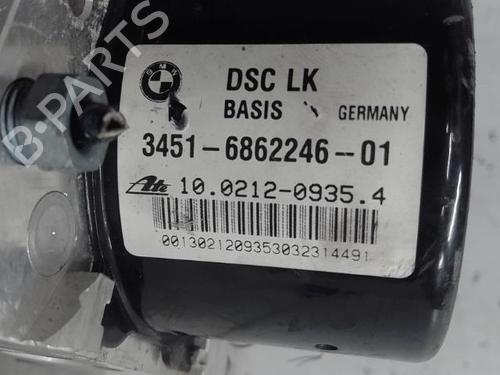 B-PARTS
BMW
DSC LK
BASIS GERMANY
3451-6862246-01
Ate 10.0212-0935.4
0013021209353032314491